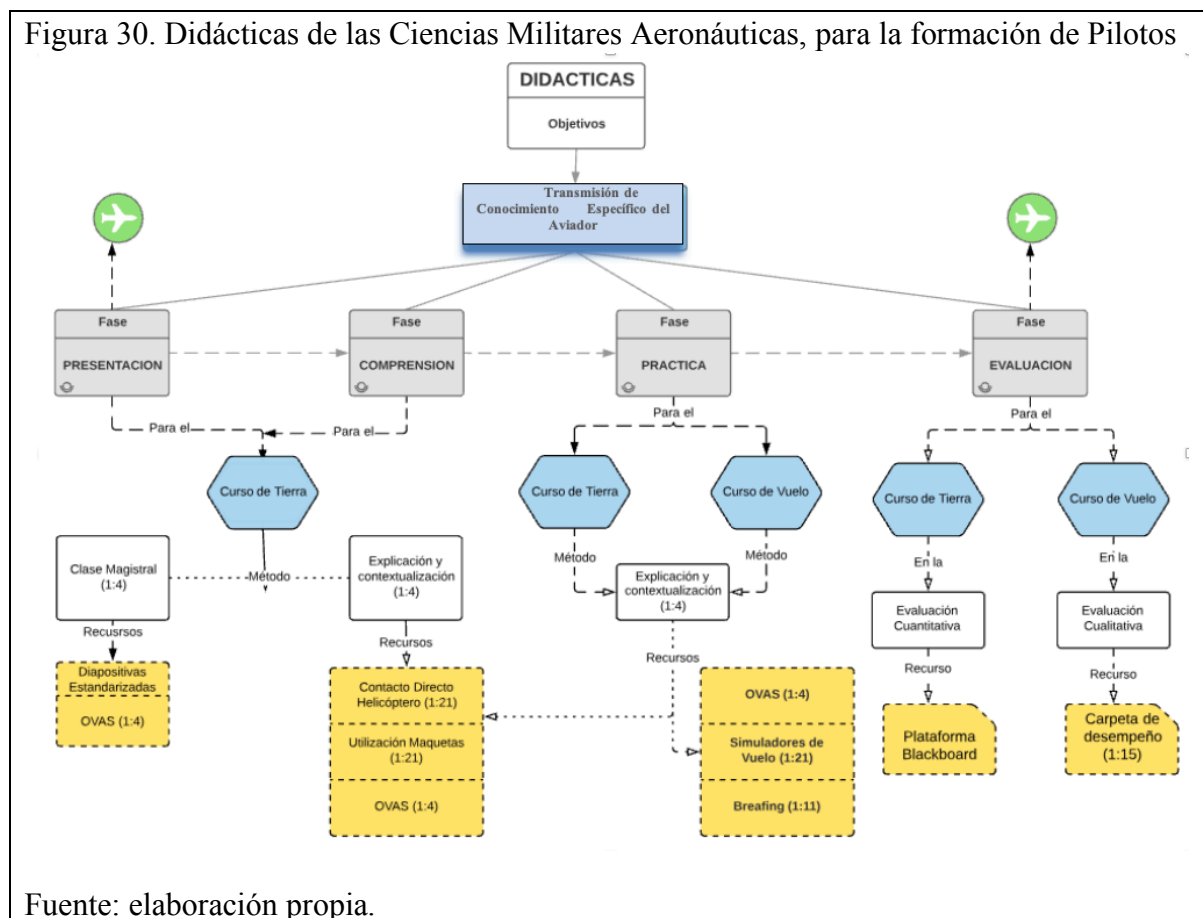 Figura 30. Didácticas de las Ciencias Militares Aeronáuticas, para la formación de Pilotos
DIDACTICAS
Objetivos
Transmisión de
Conocimiento Específico del
Aviador
Fase
PRESENTACION
Fase
COMPRENSION
Fase
PRACTICA
Fase
EVALUACION
Para el
Para el
Para el
Para el
Curso de Tierra
Curso de Tierra
Curso de Vuelo
Curso de Tierra
Curso de Vuelo
Método
Método
Método
En la
En la
Clase Magistral
(1:4)
Explicación y
contextualización
(1:4)
Explicación y
contextualización
(1:4)
Evaluación
Cuantitativa
Evaluación
Cualitativa
Recusrsos
Recursos
Recursos
Recurso
Recurso
Diapositivas
Estandarizadas
OVAS (1:4)
Contacto Directo
Helicóptero (1:21)
Utilización Maquetas
(1:21)
OVAS (1:4)
OVAS (1:4)
Simuladores de
Vuelo (1:21)
Breafing (1:11)
Plataforma
Blackboard
Carpeta de
desempeño
(1:15)
Fuente: elaboración propia.